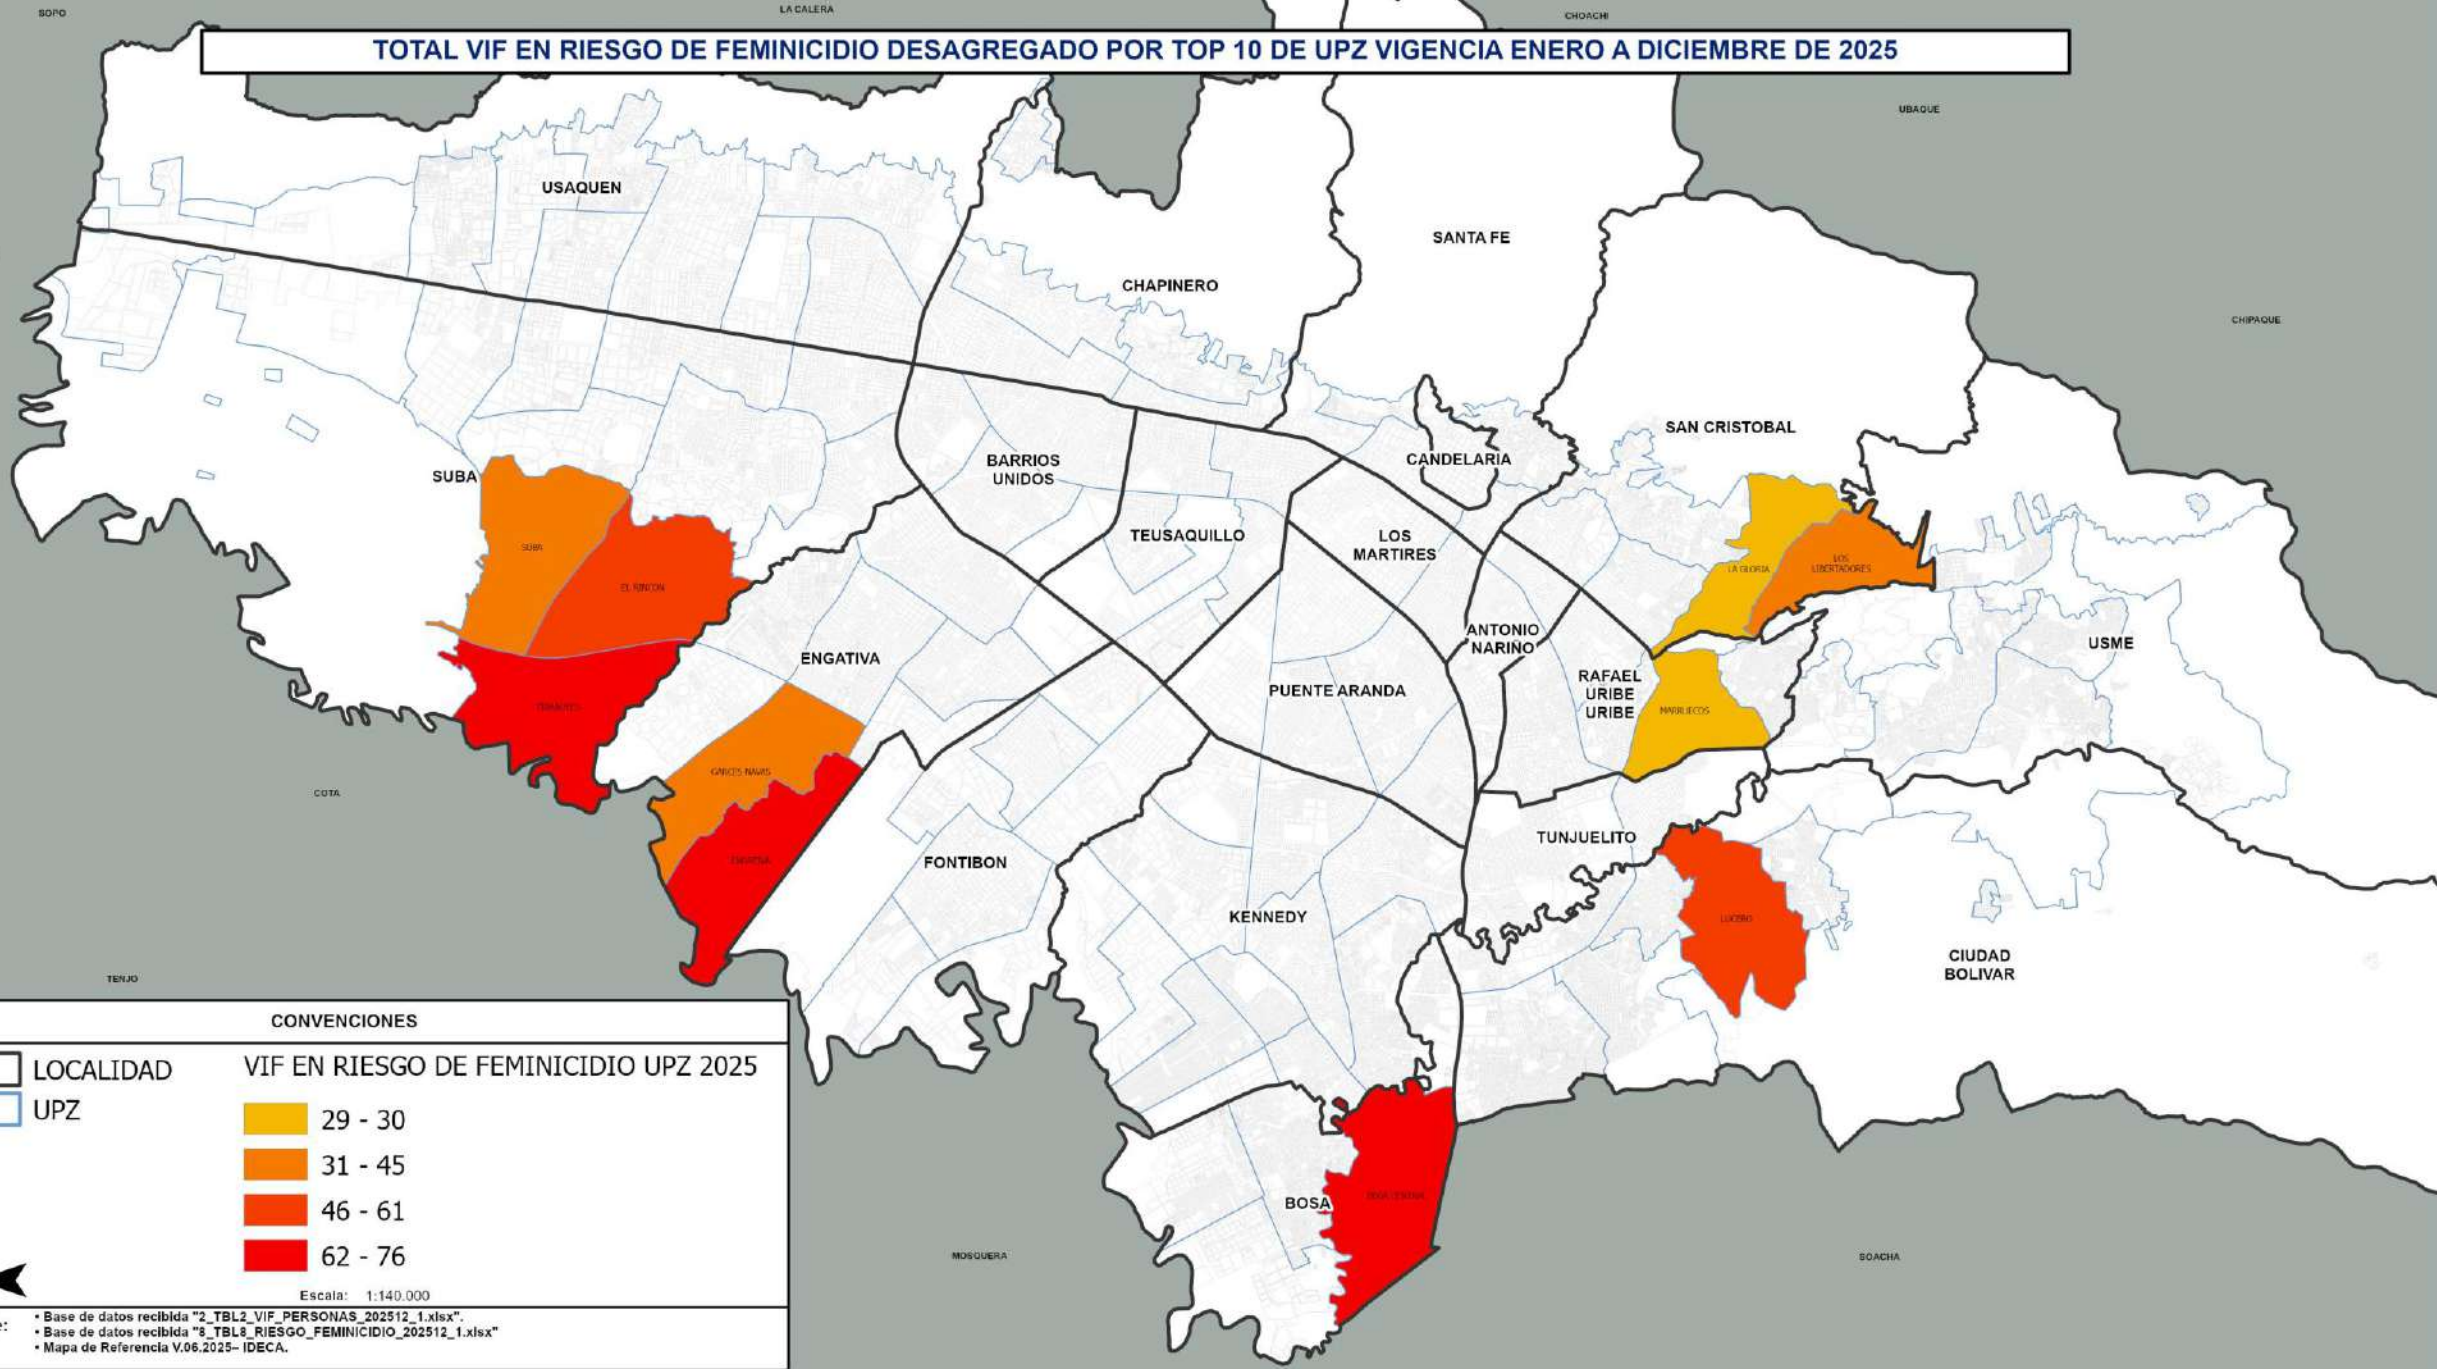 SOPO
LA CALERA
CHOACHI
TOTAL VIF EN RIESGO DE FEMINICIDIO DESAGREGADO POR TOP 10 DE UPZ VIGENCIA ENERO A DICIEMBRE DE 2025
UBAQUE
USAQUEN
SANTA FE
CHAPINERO
CHIPAQUE
SAN CRISTOBAL
BARRIOS
UNIDOS
CANDELARIA
SUBA
TEUSAQUILLO
LOS
MARTIRES
SUBA
EL RINCON
LA GLORIA
LOS
LIBERTADORES
ANTONIO
NARIÑO
USME
ENGATIVA
RAFAEL
URIBE
URIBE
PUENTE ARANDA
MARRUECOS
GARCES NAVAS
COTA
TUNJUELITO
FONTIBON
KENNEDY
LUCERO
CIUDAD
BOLIVAR
TENJO
BOSA
MOSQUERA
SOACHA
CONVENCIONES
LOCALIDAD
UPZ
VIF EN RIESGO DE FEMINICIDIO UPZ 2025
29 - 30
31 - 45
46 - 61
62 - 76
Escala: 1:140.000
• Base de datos recibida "2_TBL2_VIF_PERSONAS_202512_1.xlsx".
• Base de datos recibida "8_TBL8_RIESGO_FEMINICIDIO_202512_1.xlsx"
• Mapa de Referencia V.06.2025– IDECA.